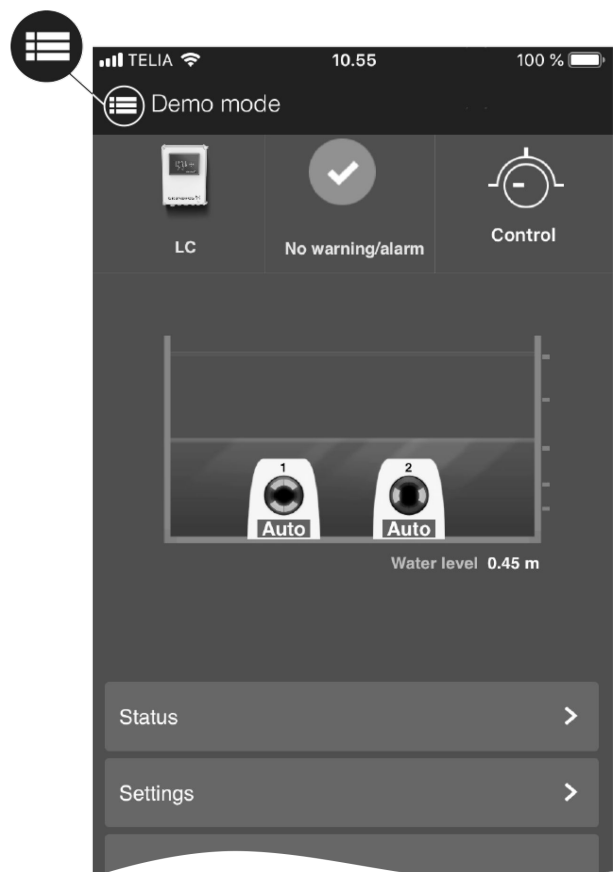 TELIA 10.55 100 %
Demo mode
LC
No warning/alarm
Control
1 2
Auto Auto
Water level 0.45 m
Status
Settings